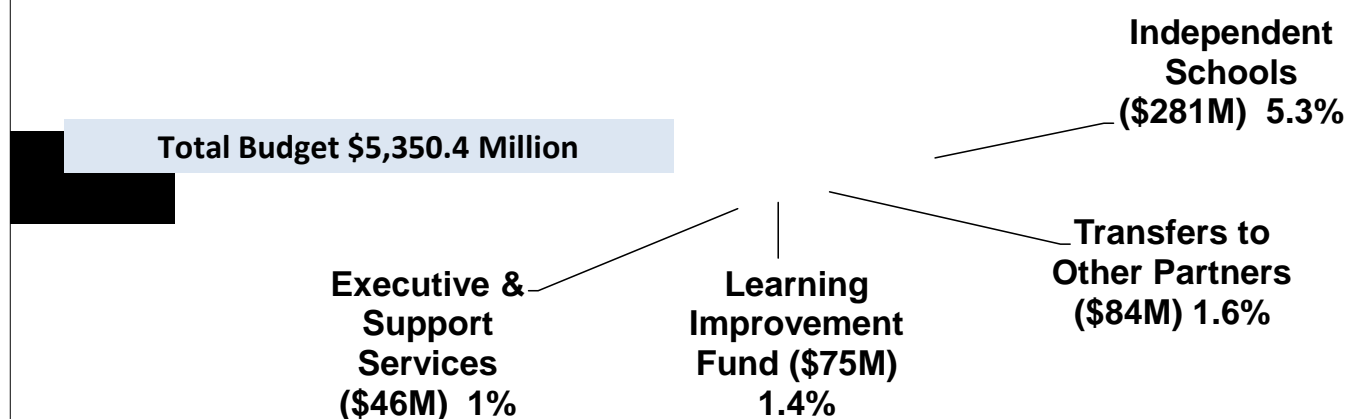 Independent
Schools
($281M) 5.3%
Total Budget $5,350.4 Million
Transfers to
Other Partners
($84M) 1.6%
Executive &
Support
Services
($46M) 1%
Learning
Improvement
Fund ($75M)
1.4%